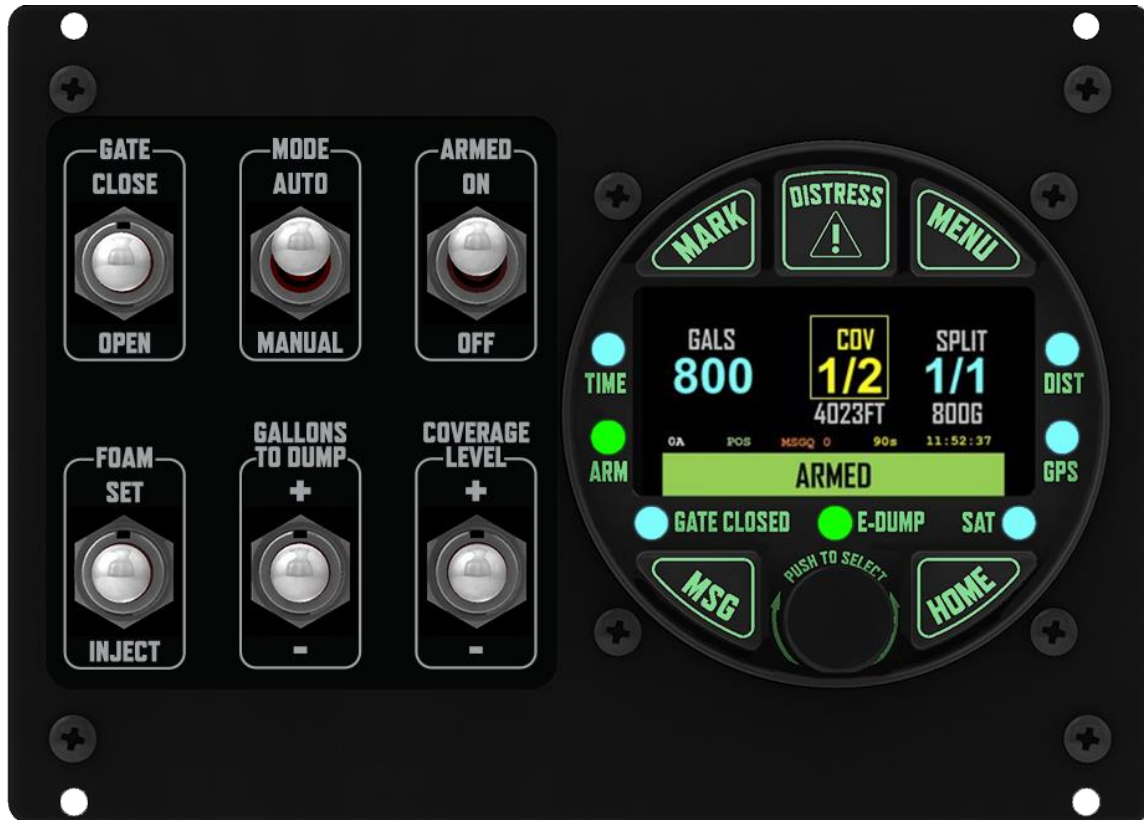 GATE
CLOSE
OPEN
MODE
AUTO
MANUAL
ARMED
ON
OFF
FOAM
SET
INJECT
GALLONS
TO DUMP
+
-
COVERAGE
LEVEL
+
-
MARK
DISTRESS
!
MENU
GALS
800
COV
1/2
4023FT
SPLIT
1/1
800G
0A POS MSGQ 0 90s 11:52:37
ARMED
TIME
ARM
DIST
GPS
GATE CLOSED
E-DUMP
SAT
MSG
PUSH TO SELECT
HOME